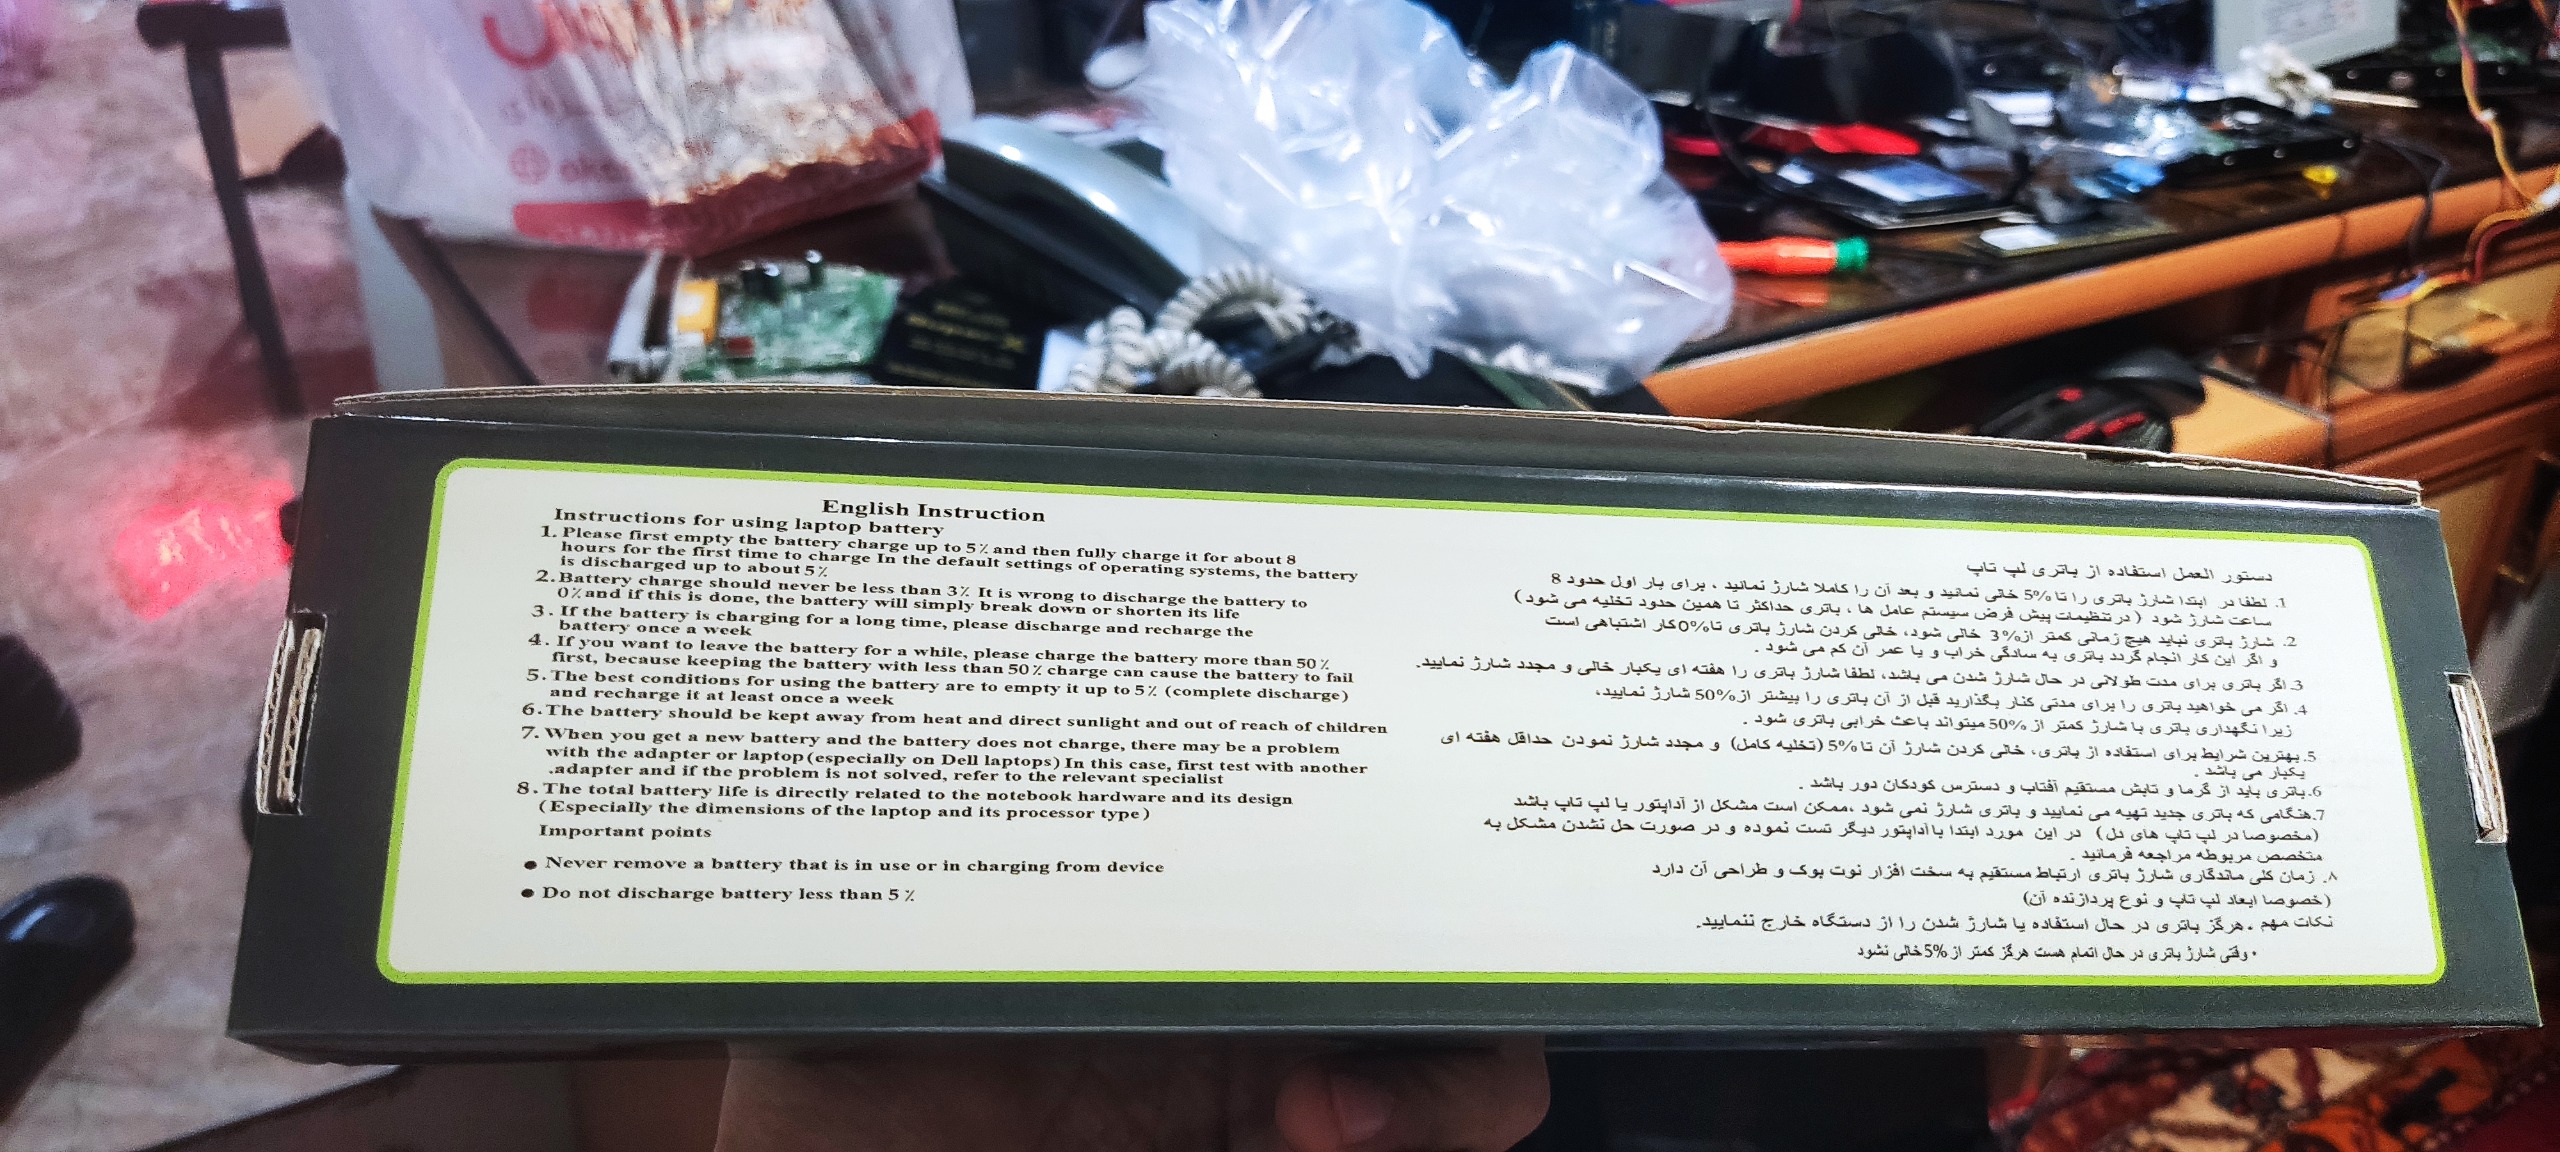 English Instruction
Instructions for using laptop battery
1. Please first empty the battery charge up to 5% and then fully charge it for about 8
hours for the first time to charge In the default settings of operating systems, the battery
is discharged up to about 5%
2. Battery charge should never be less than 3% It is wrong to discharge the battery to
0% and if this is done, the battery will simply break down or shorten its life
3. If the battery is charging for a long time, please discharge and recharge the
battery once a week
4. If you want to leave the battery for a while, please charge the battery more than 50%
first, because keeping the battery with less than 50% charge can cause the battery to fail
5. The best conditions for using the battery are to empty it up to 5% (complete discharge)
and recharge it at least once a week
6. The battery should be kept away from heat and direct sunlight and out of reach of children
7. When you get a new battery and the battery does not charge, there may be a problem
with the adapter or laptop (especially on Dell laptops) In this case, first test with another
.adapter and if the problem is not solved, refer to the relevant specialist
8. The total battery life is directly related to the notebook hardware and its design
(Especially the dimensions of the laptop and its processor type)
Important points
● Never remove a battery that is in use or in charging from device
● Do not discharge battery less than 5%
دستور العمل استفاده از باتری لپ تاپ
1. لطفا در ابتدا شارژ باتری را تا 5% خالی نمائید و بعد آن را کاملا شارژ نمائید ، برای بار اول حدود 8
ساعت شارژ شود ( در تنظیمات پیش فرض سیستم عامل ها ، باتری حداکثر تا همین حدود تخلیه می شود )
2. شارژ باتری نباید هیچ زمانی کمتر از 3% خالی شود، خالی کردن شارژ باتری تا 0% کار اشتباهی است
و اگر این کار انجام گردد باتری به سادگی خراب و یا عمر آن کم می شود .
3. اگر باتری برای مدت طولانی در حال شارژ شدن می باشد، لطفا شارژ باتری را هفته ای یکبار خالی و مجدد شارژ نمایید.
4. اگر می خواهید باتری را برای مدتی کنار بگذارید قبل از آن باتری را بیشتر از 50% شارژ نمایید،
زیرا نگهداری باتری با شارژ کمتر از 50% میتواند باعث خرابی باتری شود .
5. بهترین شرایط برای استفاده از باتری، خالی کردن شارژ آن تا 5% (تخلیه کامل) و مجدد شارژ نمودن حداقل هفته ای
یکبار می باشد .
6. باتری باید از گرما و تابش مستقیم آفتاب و دسترس کودکان دور باشد .
7. هنگامی که باتری جدید تهیه می نمایید و باتری شارژ نمی شود ،ممکن است مشکل از آداپتور یا لپ تاپ باشد
(مخصوصا در لپ تاپ های دل) در این مورد ابتدا با آداپتور دیگر تست نموده و در صورت حل نشدن مشکل به
متخصص مربوطه مراجعه فرمائید .
۸. زمان کلی ماندگاری شارژ باتری ارتباط مستقیم به سخت افزار نوت بوک و طراحی آن دارد
(خصوصا ابعاد لپ تاپ و نوع پردازنده آن)
نکات مهم . هرگز باتری در حال استفاده یا شارژ شدن را از دستگاه خارج ننمایید.
• وقتی شارژ باتری در حال اتمام هست هرگز کمتر از 5% خالی نشود